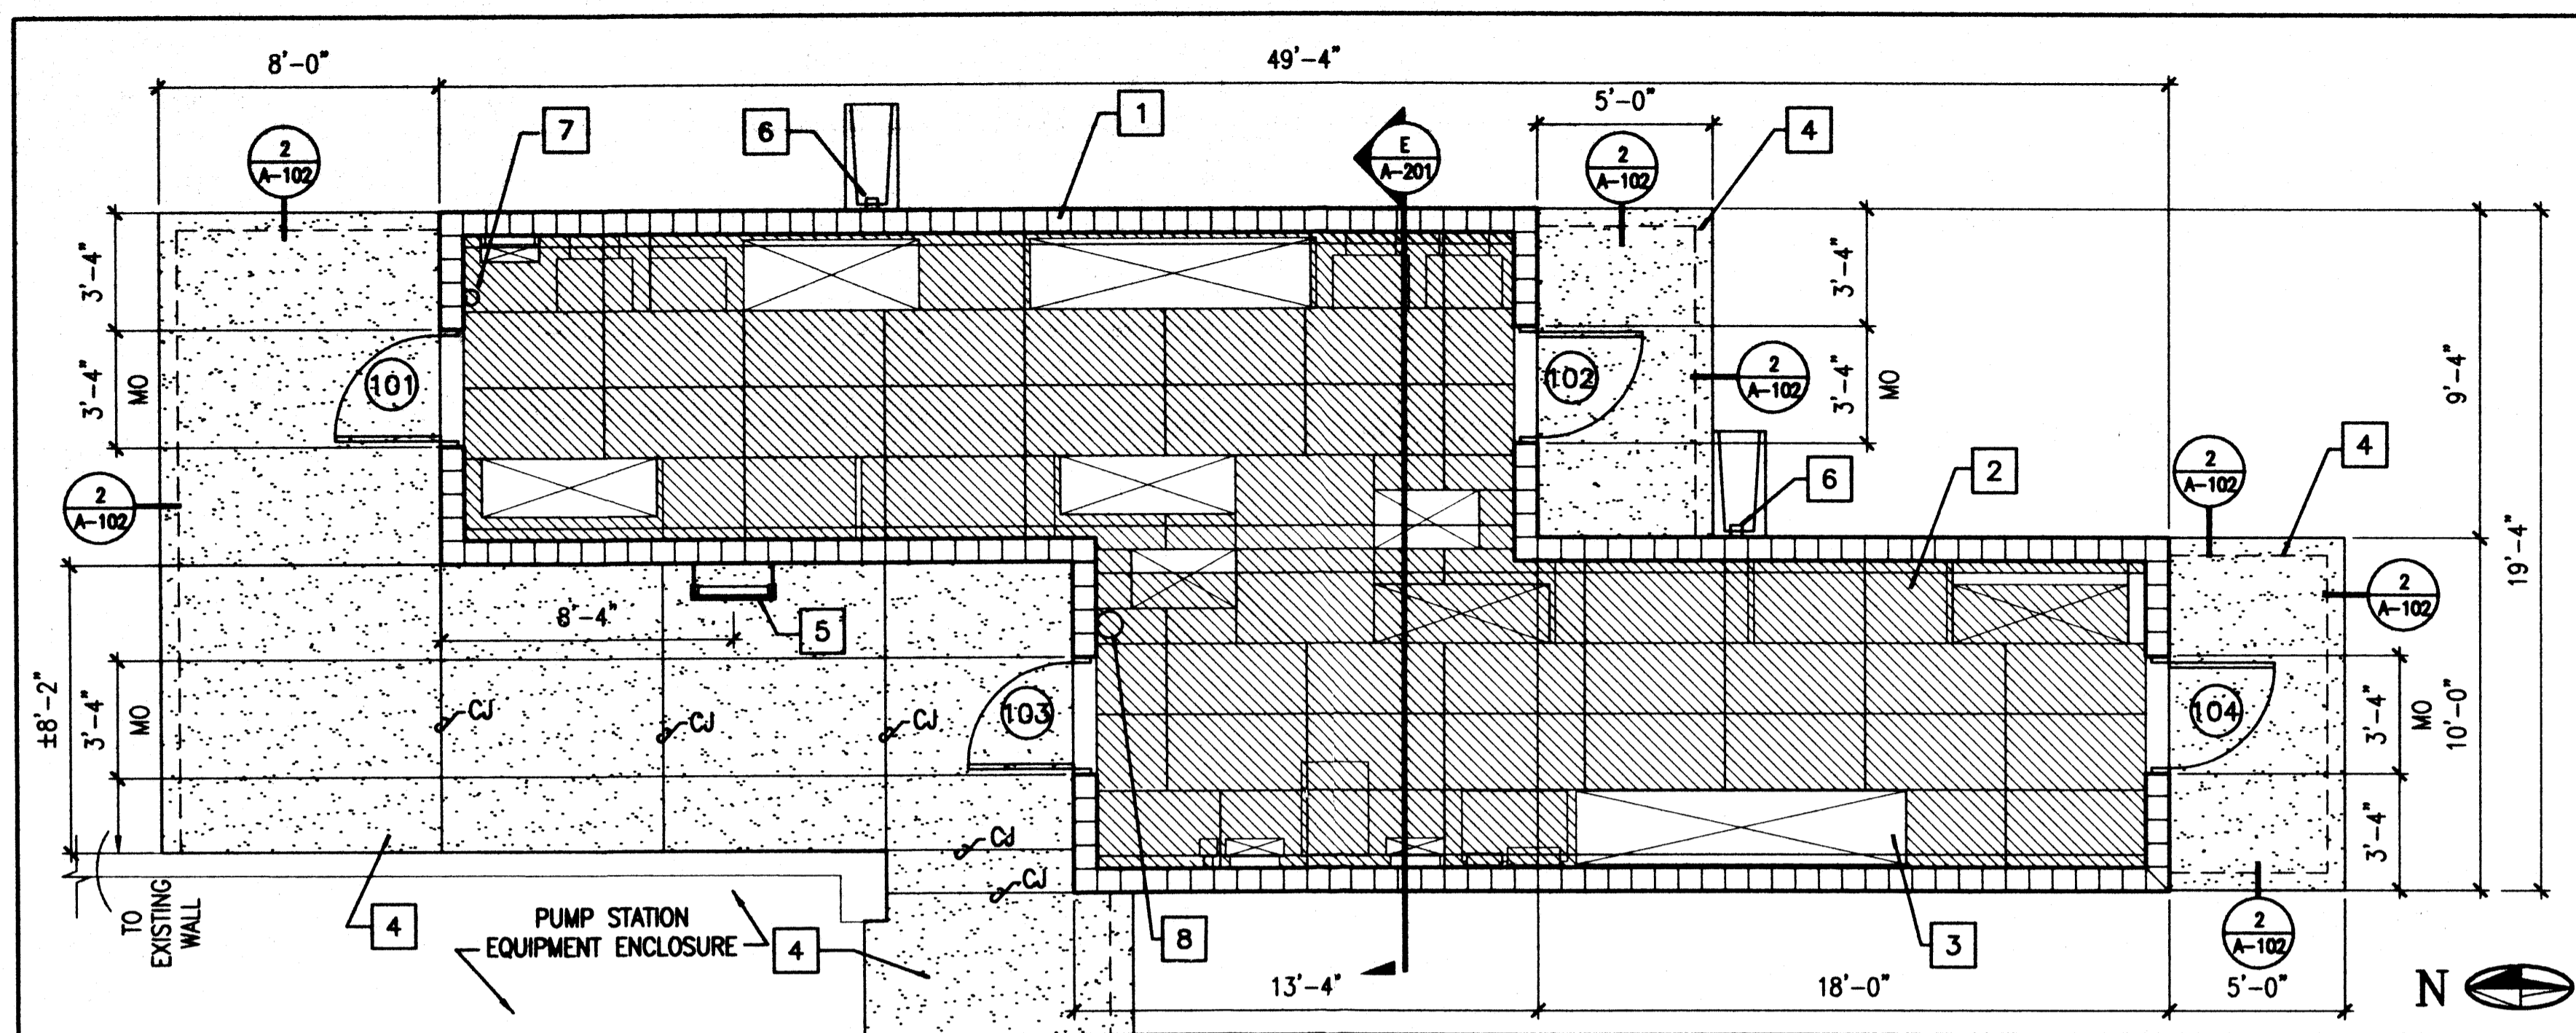 8'-0"
49'-4"
5'-0"
7
6
1
4
2
A-102
E
A-201
2
A-102
3'-4"
3'-4"
MO
101
102
2
A-102
3'-4"
3'-4"
MO
9'-4"
19'-4"
2
A-102
6
2
2
A-102
4
2
A-102
8'-4"
5
±8'-2"
3'-4"
MO
CJ
CJ
CJ
103
104
3'-4"
MO
10'-0"
3'-4"
CJ
CJ
TO
EXISTING
WALL
4
PUMP STATION
EQUIPMENT ENCLOSURE
4
8
3
2
A-102
13'-4"
18'-0"
5'-0"
N